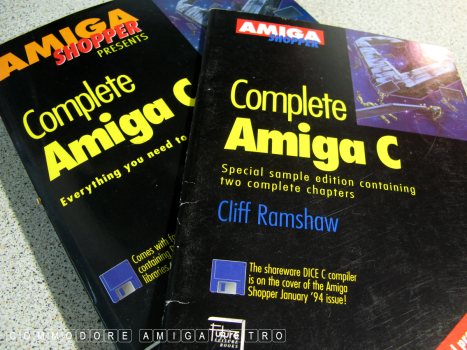 AMIGA
SHOPPER
PRESENTS
Complete
Amiga C
Everything you need to
Comes with
containing
libraries
AMIGA
SHOPPER
Complete
Amiga C
Special sample edition containing
two complete chapters
Cliff Ramshaw
The shareware DICE C compiler
is on the cover of the Amiga
Shopper January '94 issue!
Future
LEISURE
BOOKS
COMMODORE AMIGA RETRO